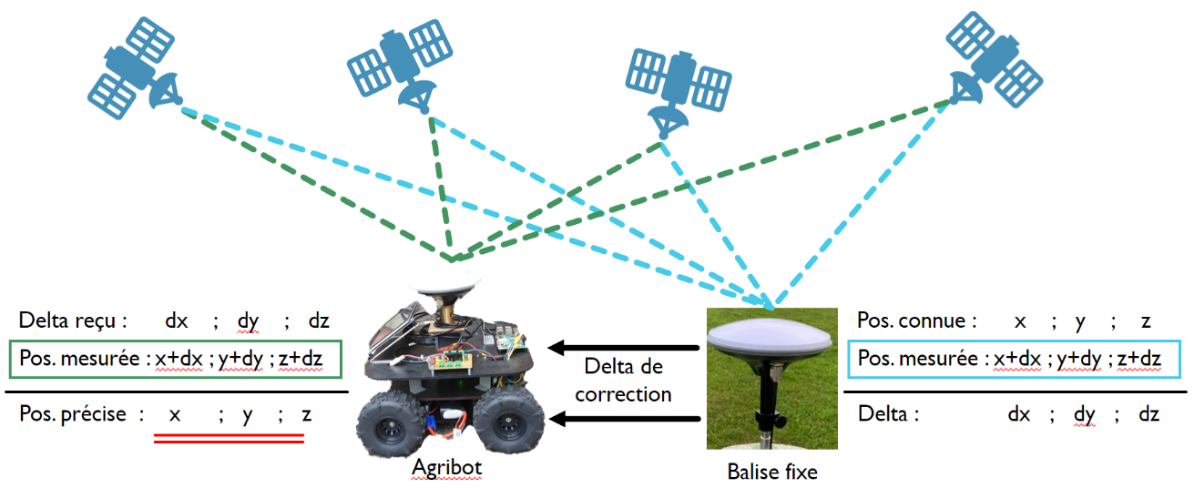 Delta reçu : dx ; dy ; dz
Pos. mesurée : x+dx ; y+dy ; z+dz
Pos. précise : x ; y ; z
Agribot
Delta de
correction
Balise fixe
Pos. connue : x ; y ; z
Pos. mesurée : x+dx ; y+dy ; z+dz
Delta : dx ; dy ; dz